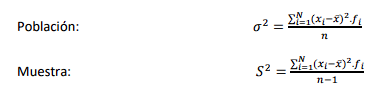 Población: σ² = ∑ᵢ₌₁ᴺ(xᵢ−x̄)².fᵢ / n
Muestra: S² = ∑ᵢ₌₁ᴺ(xᵢ−x̄)².fᵢ / n−1